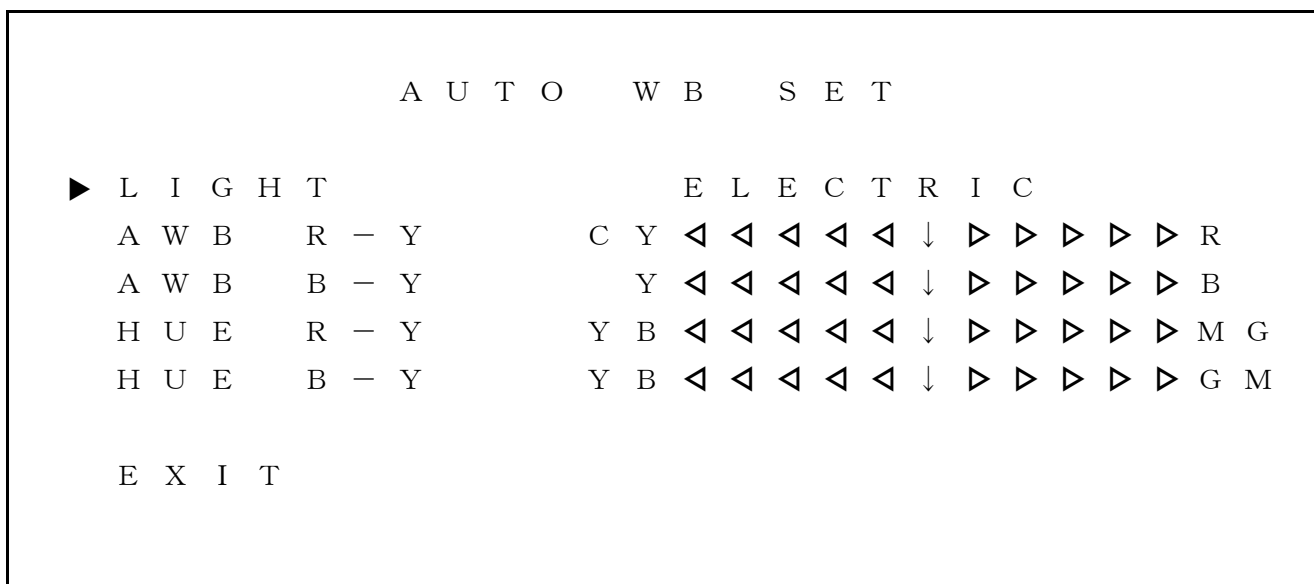 AUTO WB SET
▶ LIGHT ELECTRIC
AWB R－Y CY ◁◁◁◁◁↓▷▷▷▷▷ R
AWB B－Y Y ◁◁◁◁◁↓▷▷▷▷▷ B
HUE R－Y YB ◁◁◁◁◁↓▷▷▷▷▷ MG
HUE B－Y YB ◁◁◁◁◁↓▷▷▷▷▷ GM
EXIT